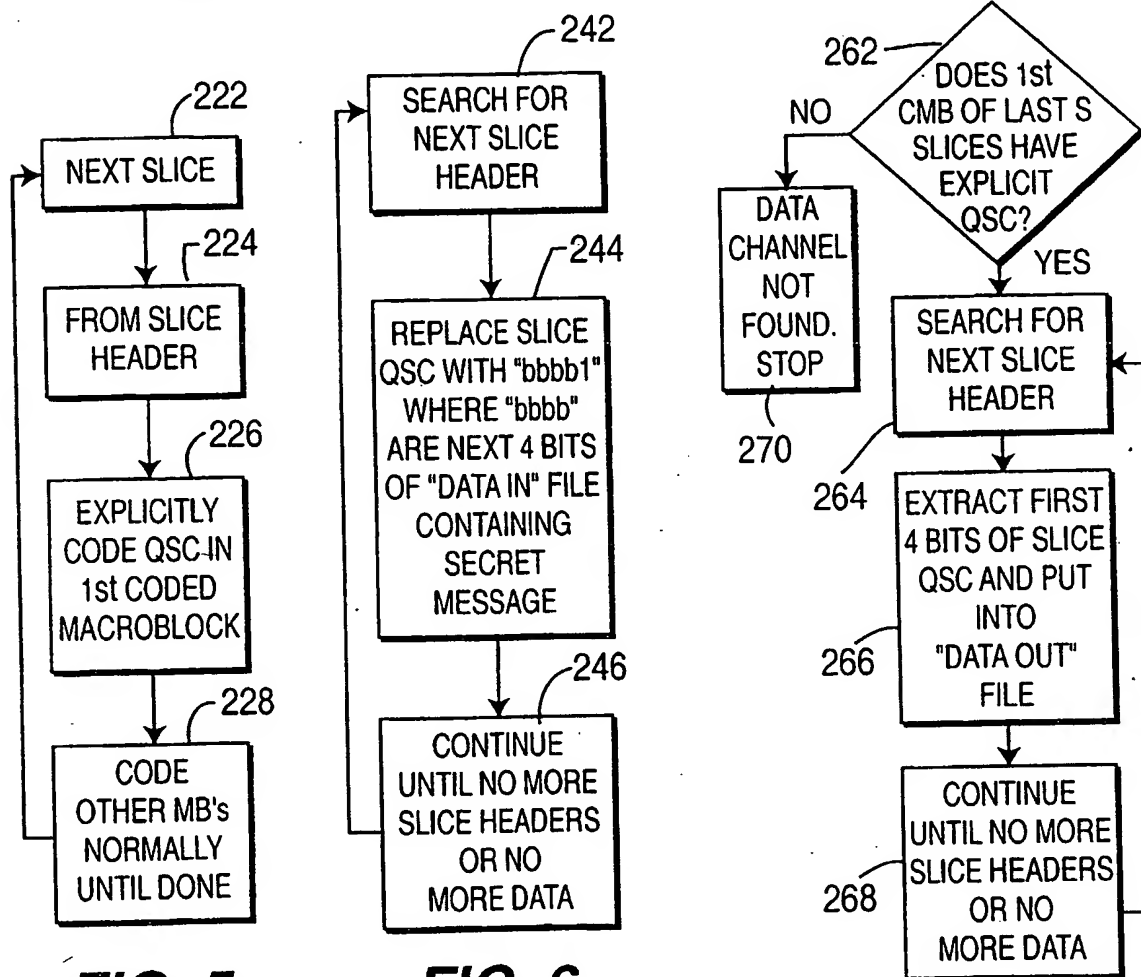 222
NEXT SLICE
224
FROM SLICE
HEADER
226
EXPLICITLY
CODE QSC-IN
1st CODED
MACROBLOCK
228
CODE
OTHER MB's
NORMALLY
UNTIL DONE
242
SEARCH FOR
NEXT SLICE
HEADER
244
REPLACE SLICE
QSC WITH "bbbb1"
WHERE "bbbb"
ARE NEXT 4 BITS
OF "DATA IN" FILE
CONTAINING
SECRET
MESSAGE
246
CONTINUE
UNTIL NO MORE
SLICE HEADERS
OR NO
MORE DATA
FIG. 6
262
DOES 1st
CMB OF LAST S
SLICES HAVE
EXPLICIT
QSC?
NO
YES
DATA
CHANNEL
NOT
FOUND.
STOP
270
SEARCH FOR
NEXT SLICE
HEADER
264
EXTRACT FIRST
4 BITS OF SLICE
QSC AND PUT
INTO
"DATA OUT"
FILE
266
CONTINUE
UNTIL NO MORE
SLICE HEADERS
OR NO
MORE DATA
268